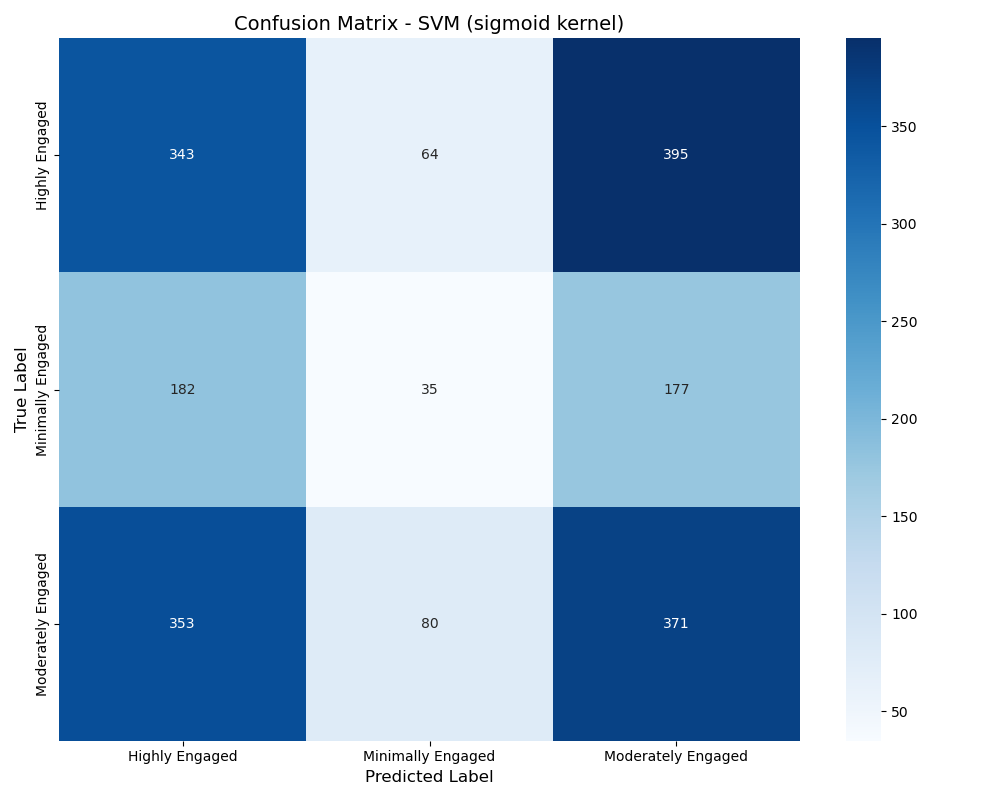 Confusion Matrix - SVM (sigmoid kernel)
True Label
Highly Engaged
343
64
395
Minimally Engaged
182
35
177
Moderately Engaged
353
80
371
Highly Engaged
Minimally Engaged
Moderately Engaged
Predicted Label
350
300
250
200
150
100
50